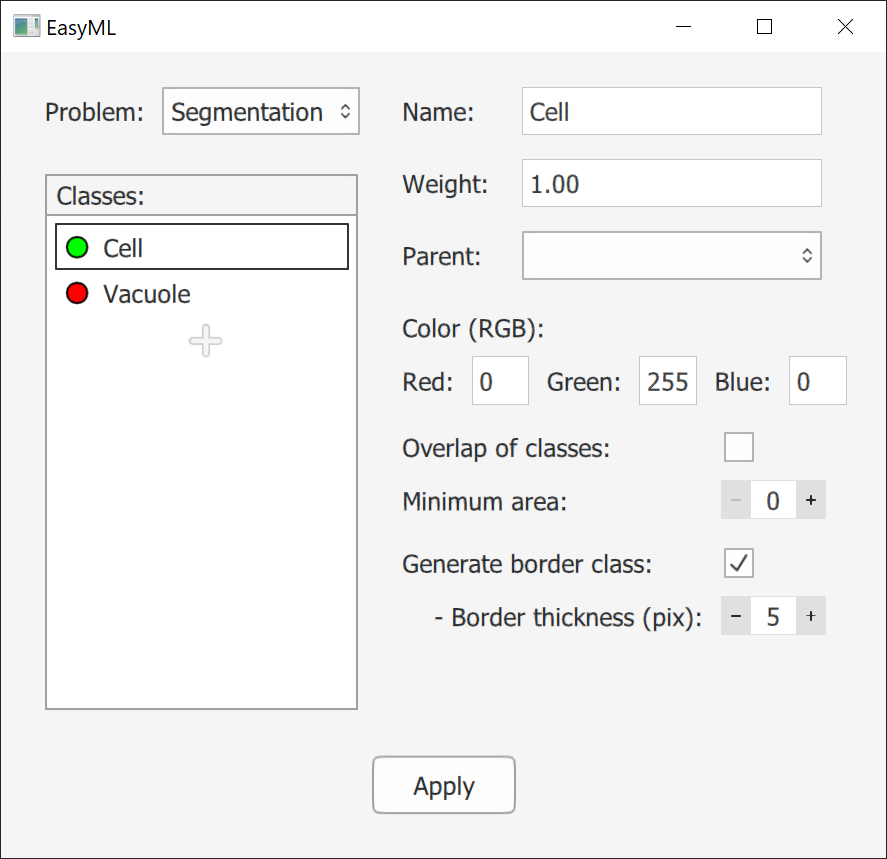 EasyML
Problem: Segmentation
Classes:
Cell
Vacuole
Name: Cell
Weight: 1.00
Parent:
Color (RGB):
Red: 0 Green: 255 Blue: 0
Overlap of classes:
Minimum area: - 0 +
Generate border class:
- Border thickness (pix): - 5 +
Apply